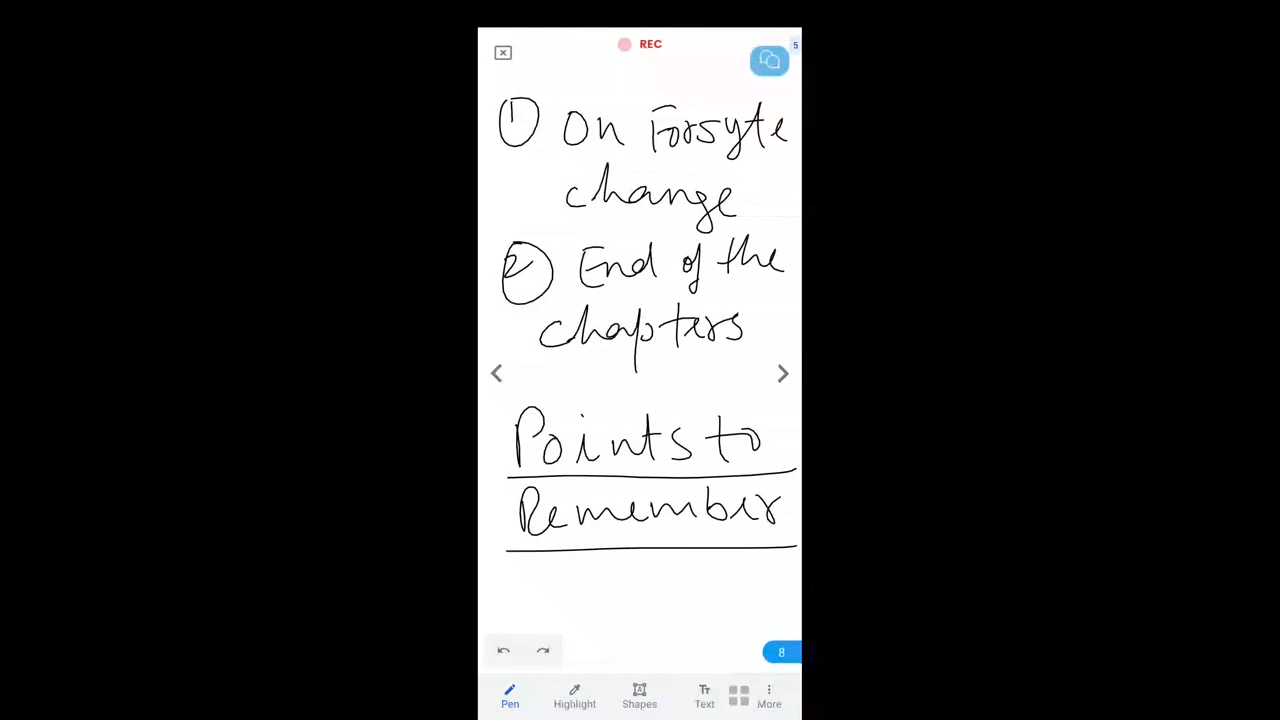 REC
5
① On Forsyte
change
② End of the
chapters
Points to
Remember
8
Pen Highlight Shapes Text More